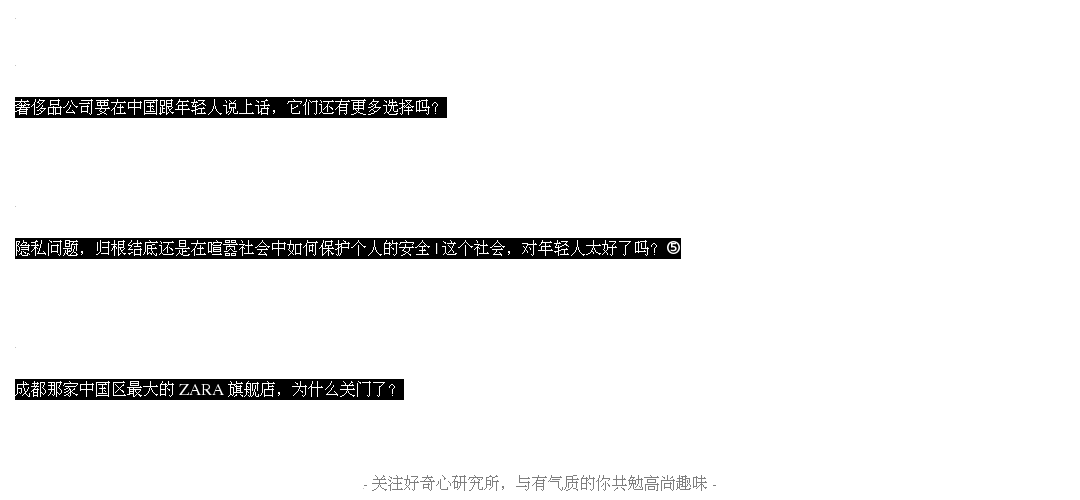 奢侈品公司要在中国跟年轻人说上话，它们还有更多选择吗？
隐私问题，归根结底还是在喧嚣社会中如何保护个人的安全 | 这个社会，对年轻人太好了吗？⑤
成都那家中国区最大的 ZARA 旗舰店，为什么关门了？
- 关注好奇心研究所，与有气质的你共勉高尚趣味 -